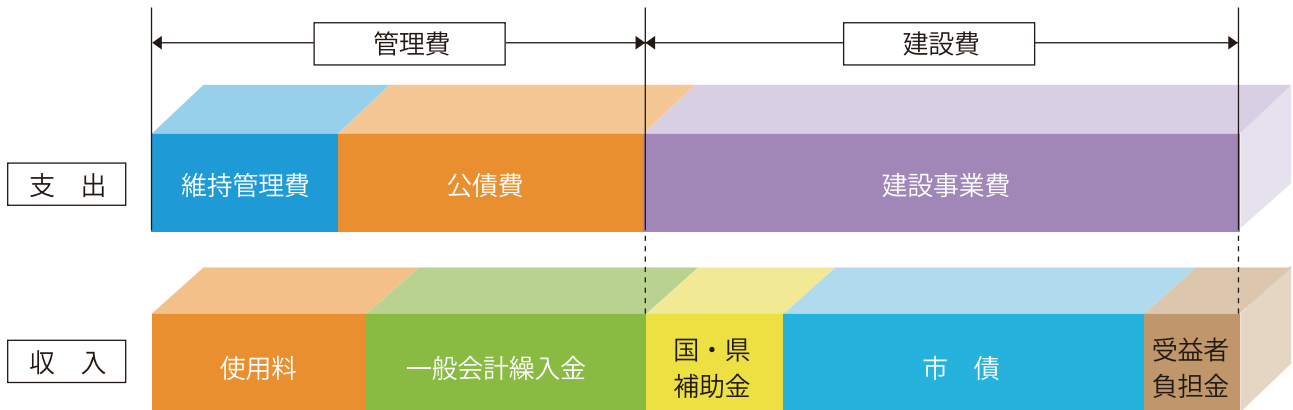 管理費
建設費
支 出
維持管理費
公債費
建設事業費
収 入
使用料
一般会計繰入金
国・県
補助金
市 債
受益者
負担金